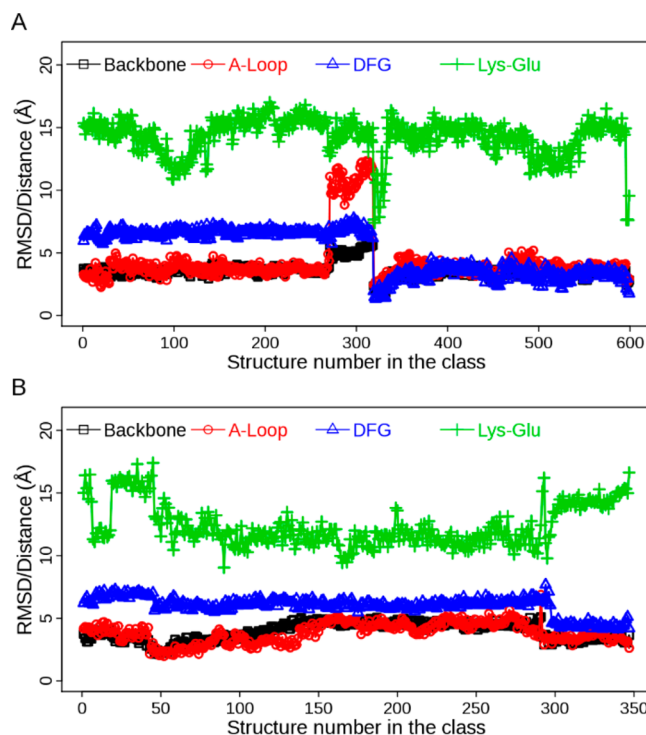 A
Backbone A-Loop DFG Lys-Glu
RMSD/Distance (Å)
20
15
10
5
0
0 100 200 300 400 500 600
Structure number in the class
B
Backbone A-Loop DFG Lys-Glu
RMSD/Distance (Å)
20
15
10
5
0
0 50 100 150 200 250 300 350
Structure number in the class